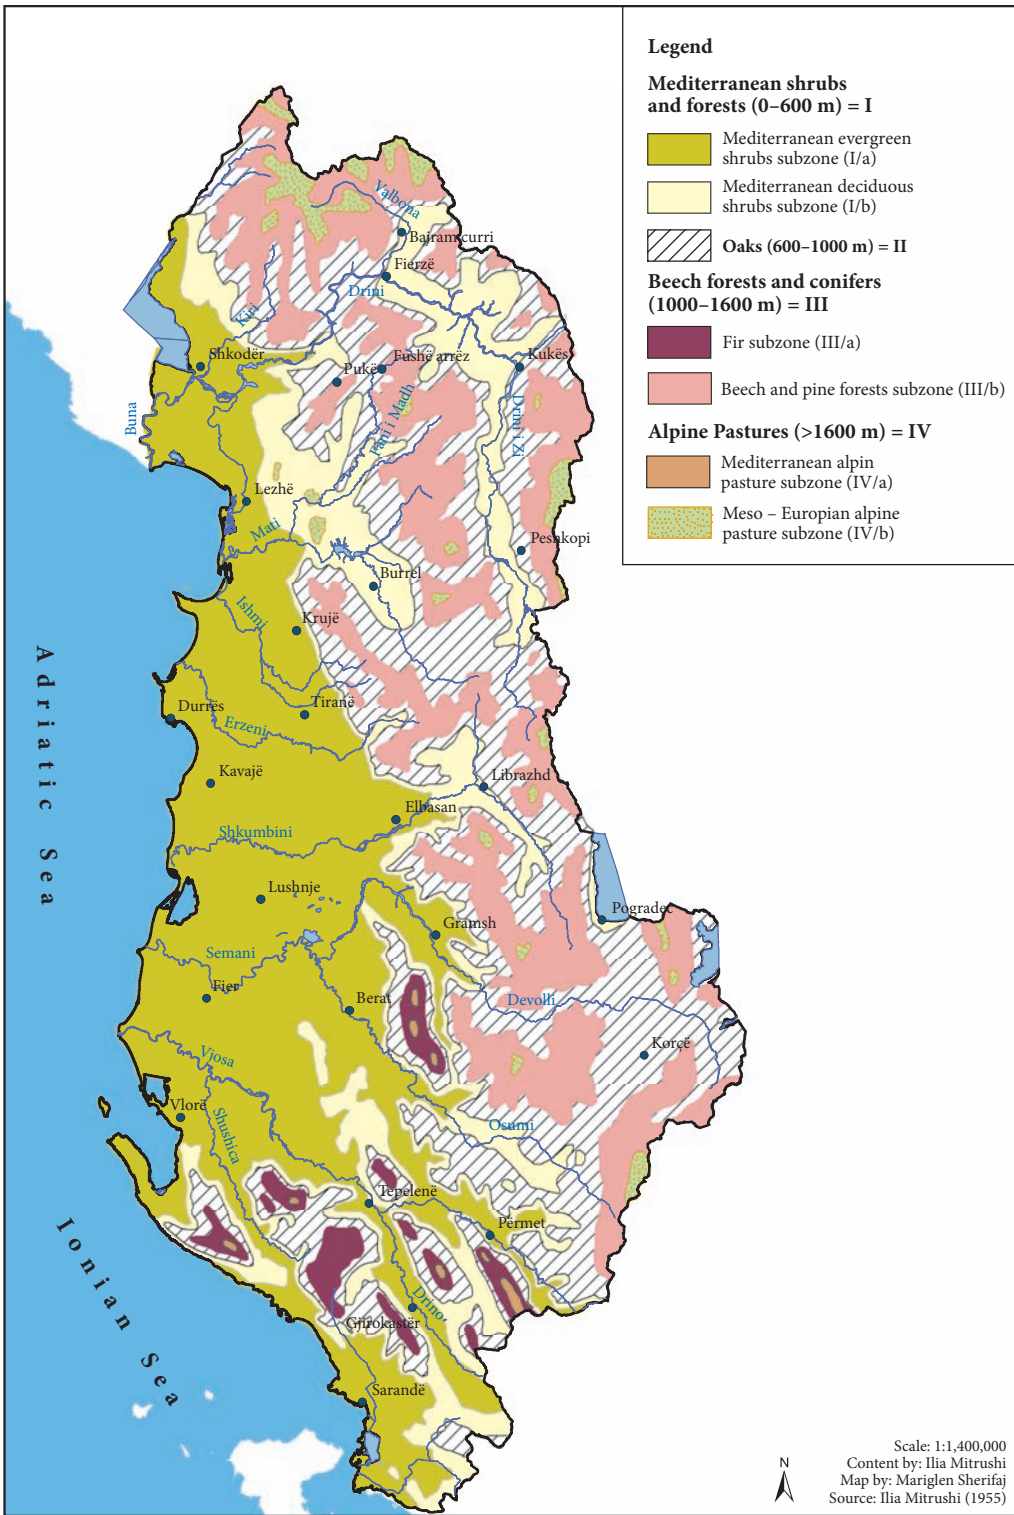 Legend
Mediterranean shrubs
and forests (0–600 m) = I
Mediterranean evergreen
shrubs subzone (I/a)
Mediterranean deciduous
shrubs subzone (I/b)
Oaks (600–1000 m) = II
Beech forests and conifers
(1000–1600 m) = III
Fir subzone (III/a)
Beech and pine forests subzone (III/b)
Alpine Pastures (>1600 m) = IV
Mediterranean alpin
pasture subzone (IV/a)
Meso – Europian alpine
pasture subzone (IV/b)
Valbona
Bajram curri
Fierzë
Drini
Kiri
Shkodër
Fushë arrëz
Kukës
Pukë
Buna
Fani i Madh
Drini i Zi
Lezhë
Mati
Peshkopi
Burrel
Ishmi
Krujë
Durrës
Tiranë
Erzeni
Adriatic Sea
Kavajë
Librazhd
Elbasan
Shkumbini
Lushnje
Pogradec
Gramsh
Semani
Fier
Berat
Devolli
Korçë
Vjosa
Vlorë
Shushica
Osumi
Tepelenë
Përmet
Drino
Gjirokastër
Ionian Sea
Sarandë
N
Scale: 1:1,400,000
Content by: Ilia Mitrushi
Map by: Mariglen Sherifaj
Source: Ilia Mitrushi (1955)